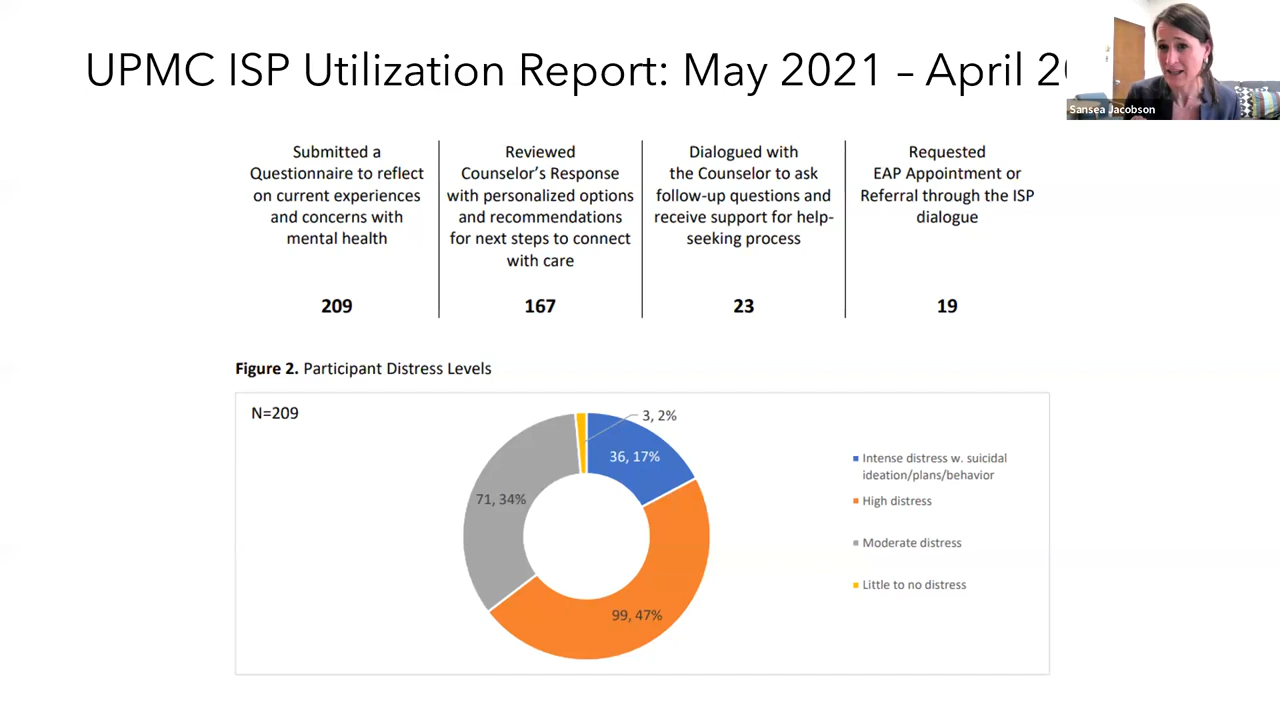 UPMC ISP Utilization Report: May 2021 – April
Sansea Jacobson
Submitted a
Questionnaire to reflect
on current experiences
and concerns with
mental health
209
Reviewed
Counselor's Response
with personalized options
and recommendations
for next steps to connect
with care
167
Dialogued with
the Counselor to ask
follow-up questions and
receive support for help-
seeking process
23
Requested
EAP Appointment or
Referral through the ISP
dialogue
19
Figure 2. Participant Distress Levels
N=209
3, 2%
36, 17%
71, 34%
99, 47%
Intense distress w. suicidal
ideation/plans/behavior
High distress
Moderate distress
Little to no distress